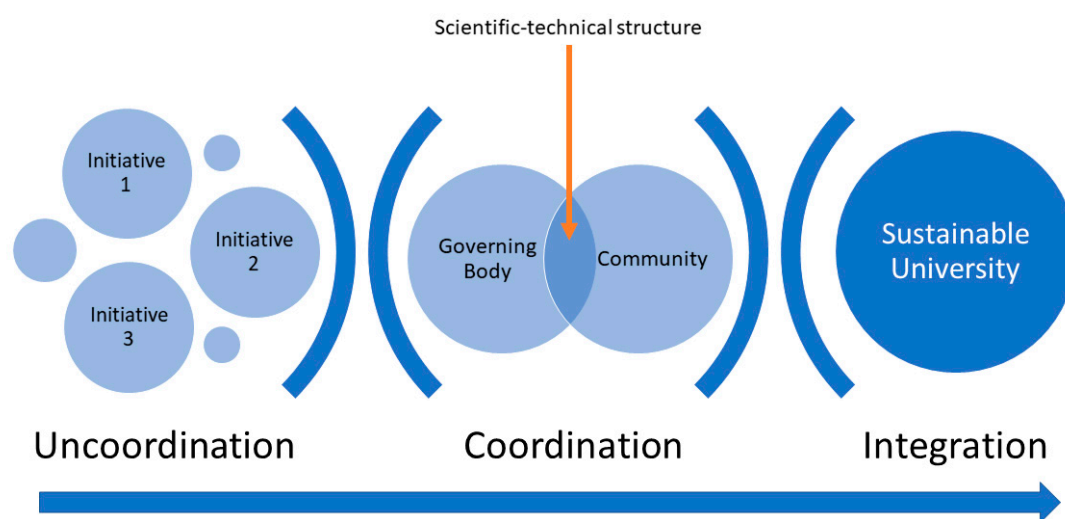 Scientific-technical structure
Initiative
1
Initiative
2
Initiative
3
Governing
Body
Community
Sustainable
University
Uncoordination
Coordination
Integration